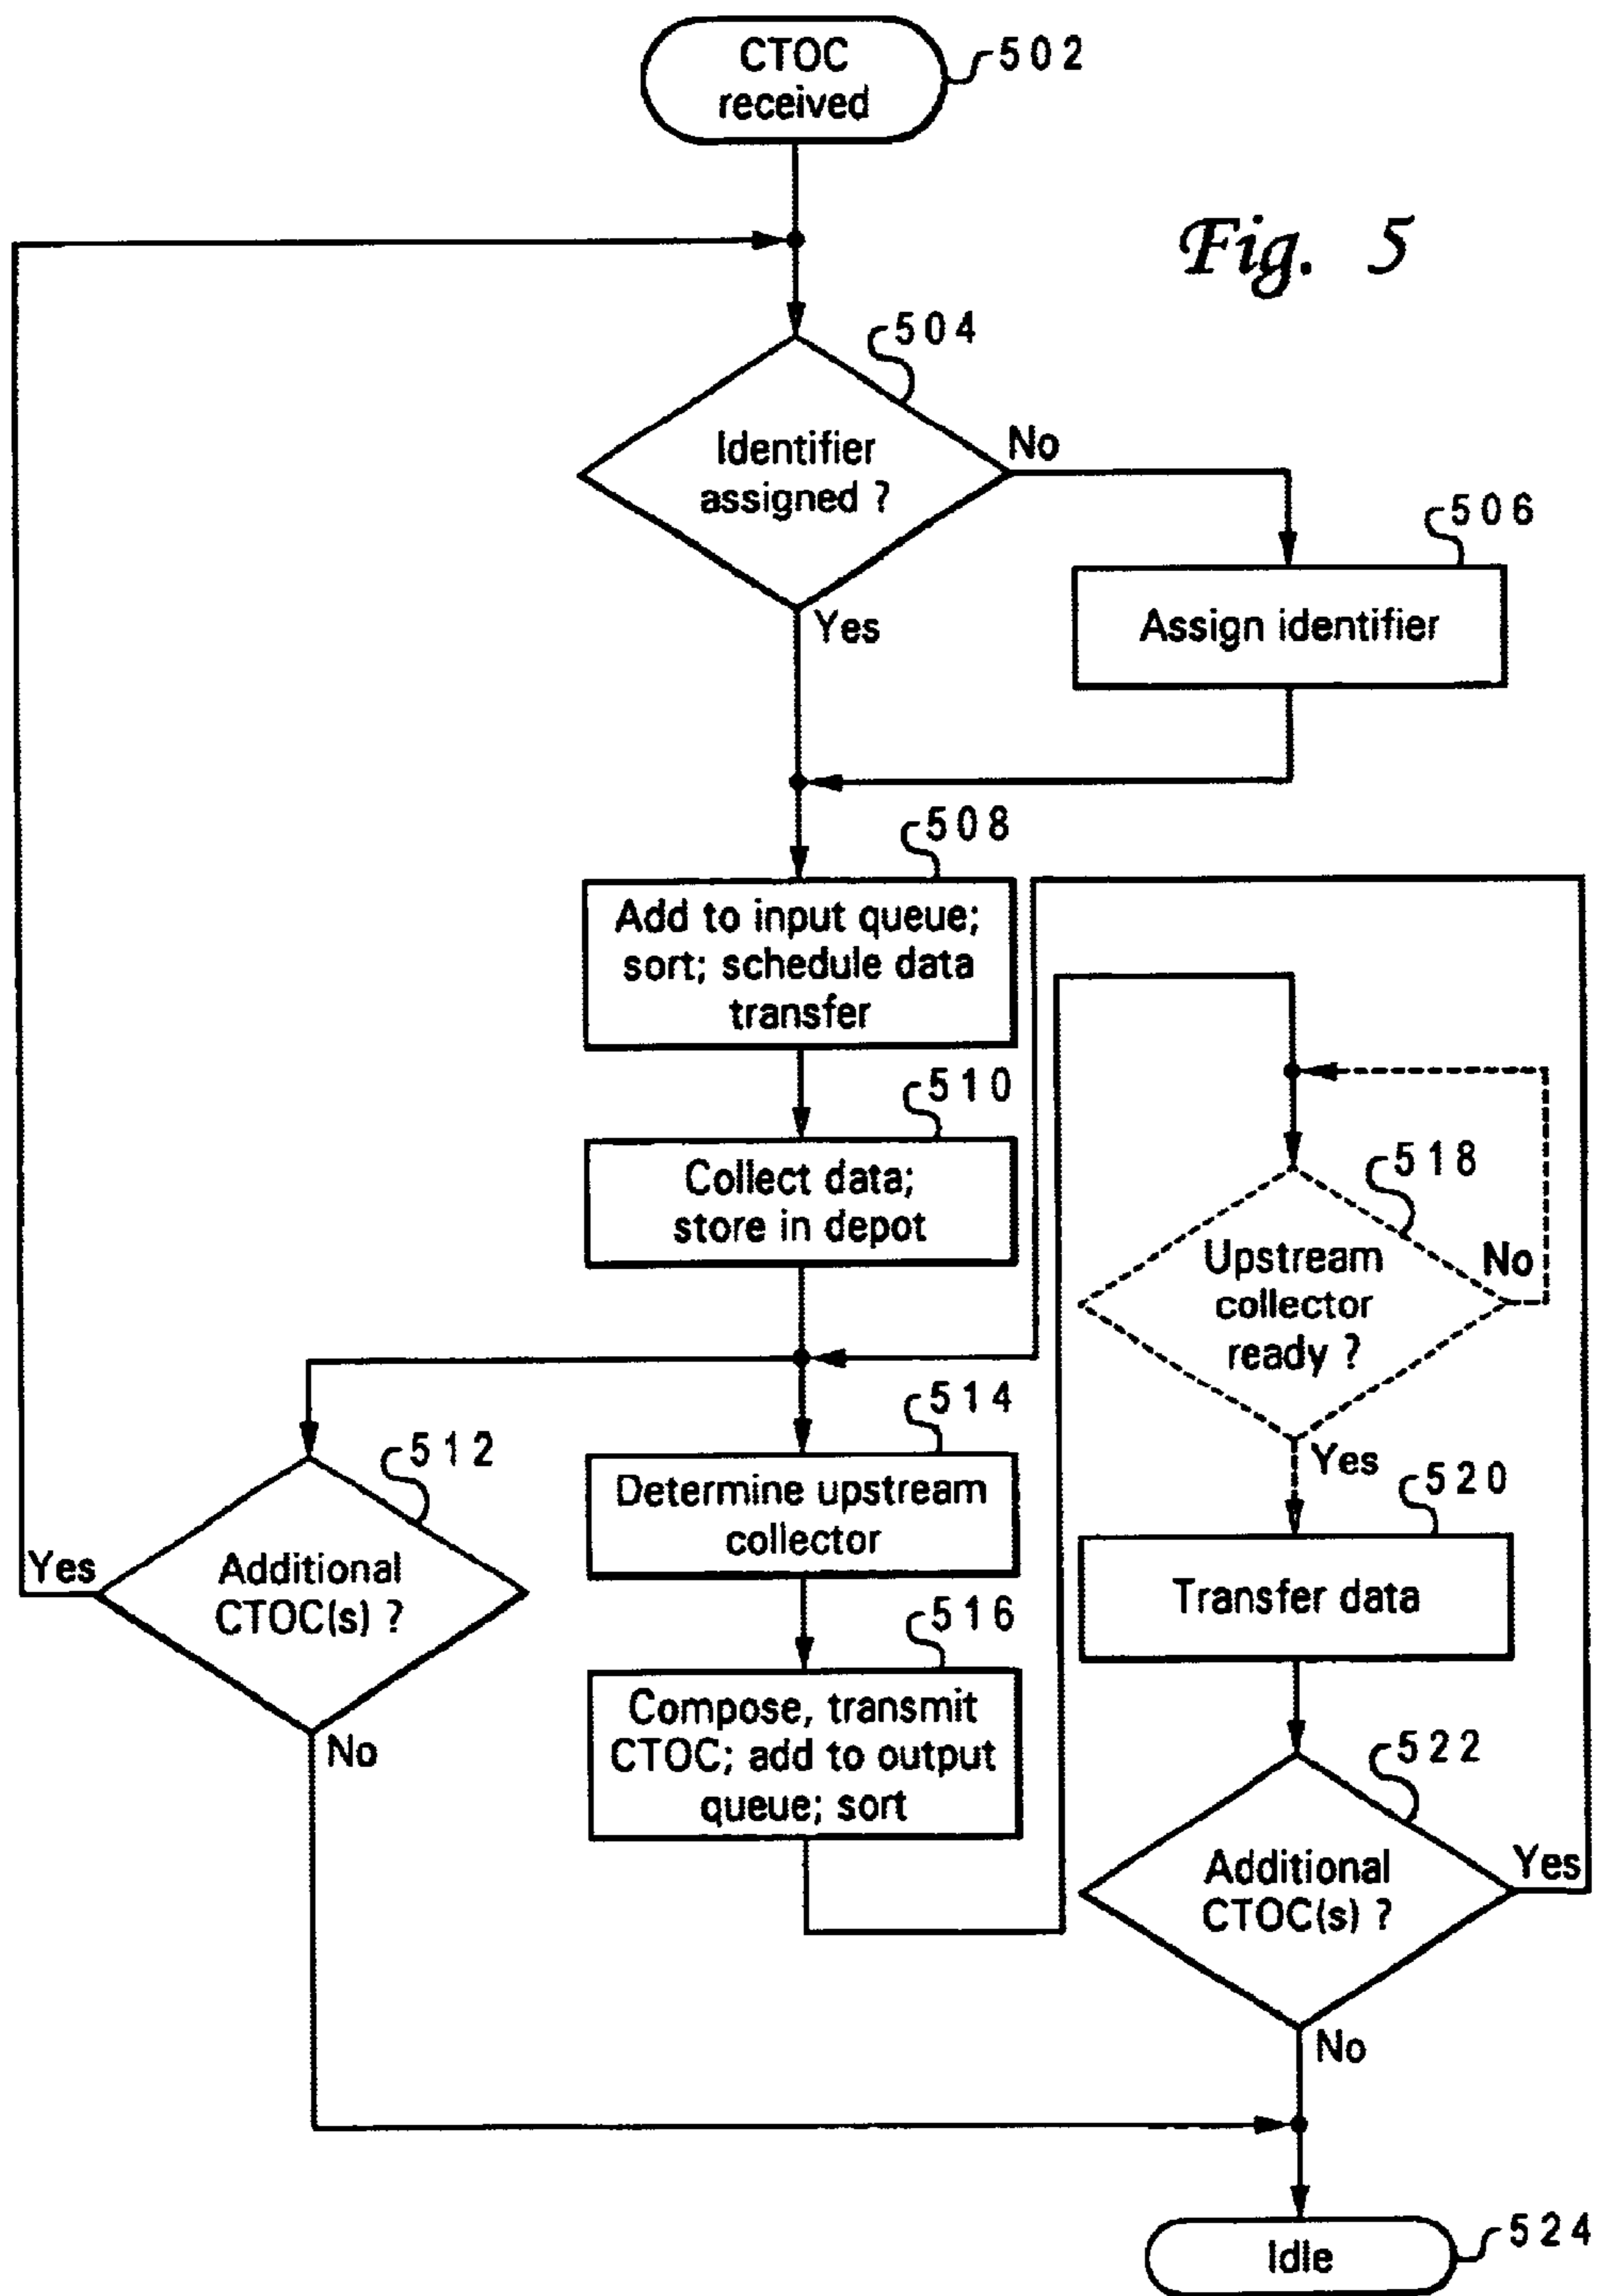 CTOC
received
502
Fig. 5
504
Identifier
assigned ?
No
Yes
506
Assign identifier
508
Add to input queue;
sort; schedule data
transfer
510
Collect data;
store in depot
518
Upstream
collector
ready ?
No
Yes
512
Additional
CTOC(s) ?
Yes
No
514
Determine upstream
collector
516
Compose, transmit
CTOC; add to output
queue; sort
520
Transfer data
522
Additional
CTOC(s) ?
Yes
No
Idle
524